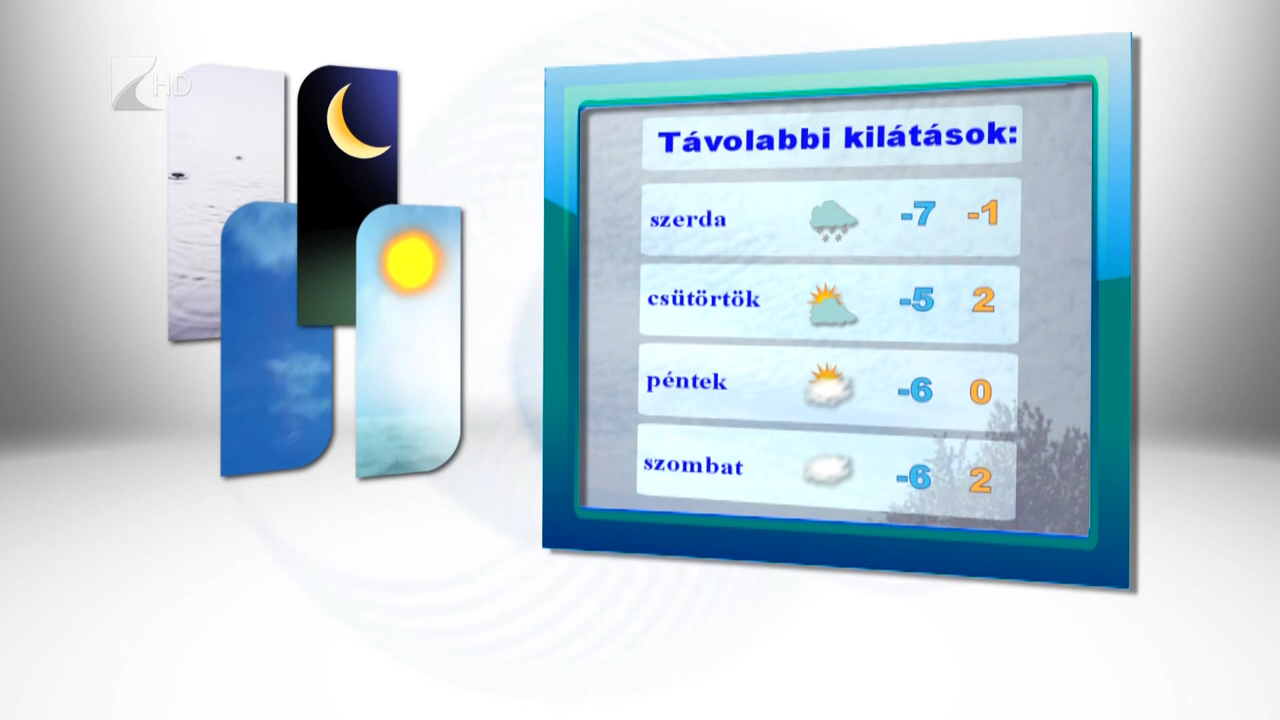 HD
Távolabbi kilátások:
szerda -7 -1
csütörtök -5 2
péntek -6 0
szombat -6 2